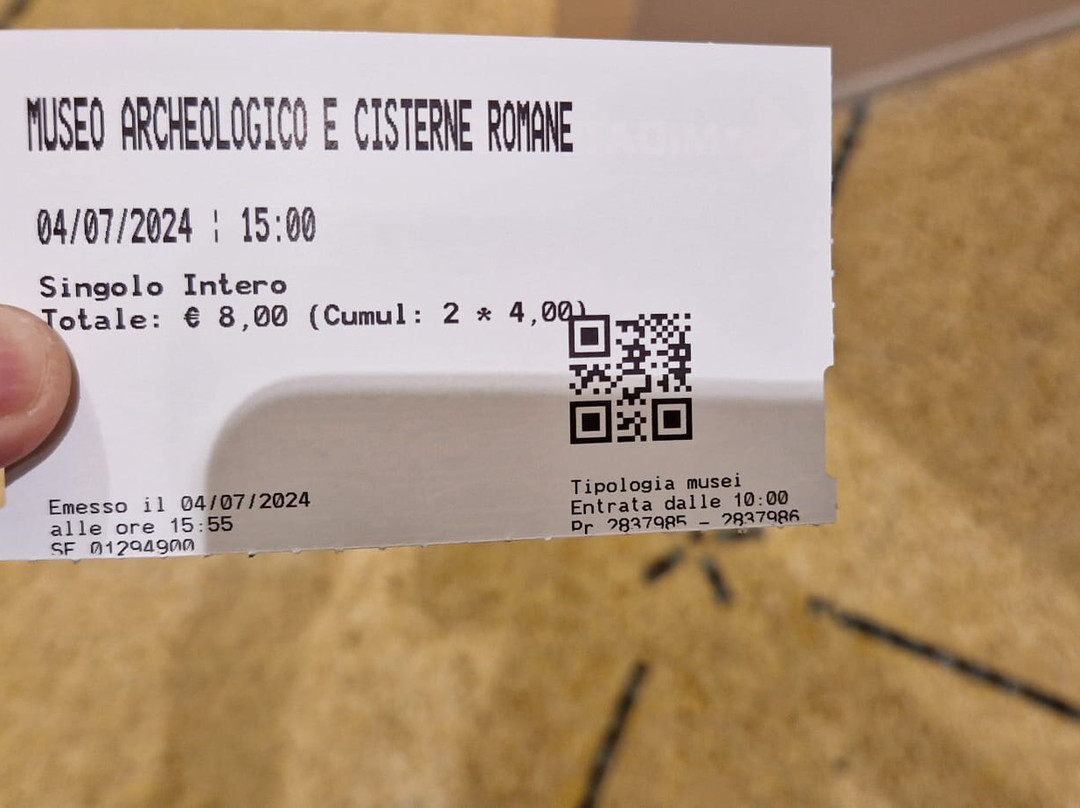 MUSEO ARCHEOLOGICO E CISTERNE ROMANE
04/07/2024 ¦ 15:00
Singolo Intero
Totale: € 8,00 (Cumul: 2 * 4,00)
Emesso il 04/07/2024
alle ore 15:55
SF 01294900
Tipologia musei
Entrata dalle 10:00
Pr 2837985 - 2837986